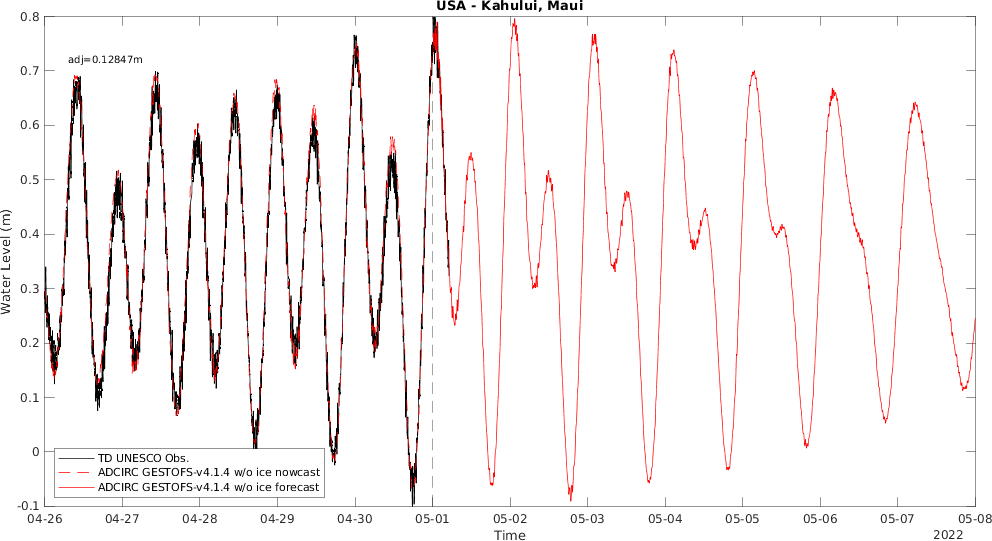 USA - Kahului, Maui
0.8
adj=0.12847m
0.7
0.6
0.5
0.4
0.3
0.2
0.1
0
-0.1
Water Level (m)
TD UNESCO Obs.
ADCIRC GESTOFS-v4.1.4 w/o ice nowcast
ADCIRC GESTOFS-v4.1.4 w/o ice forecast
04-26 04-27 04-28 04-29 04-30 05-01 05-02 05-03 05-04 05-05 05-06 05-07 05-08
Time
2022